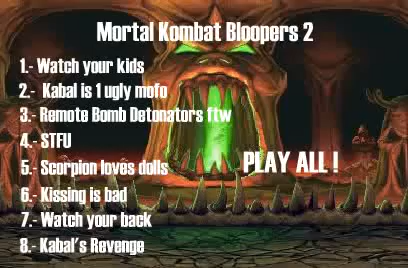 Mortal Kombat Bloopers 2
1.- Watch your kids
2.- Kabal is 1 ugly mofo
3.- Remote Bomb Detonators ftw
4.- STFU
5.- Scorpion loves dolls
PLAY ALL !
6.- Kissing is bad
7.- Watch your back
8.- Kabal's Revenge